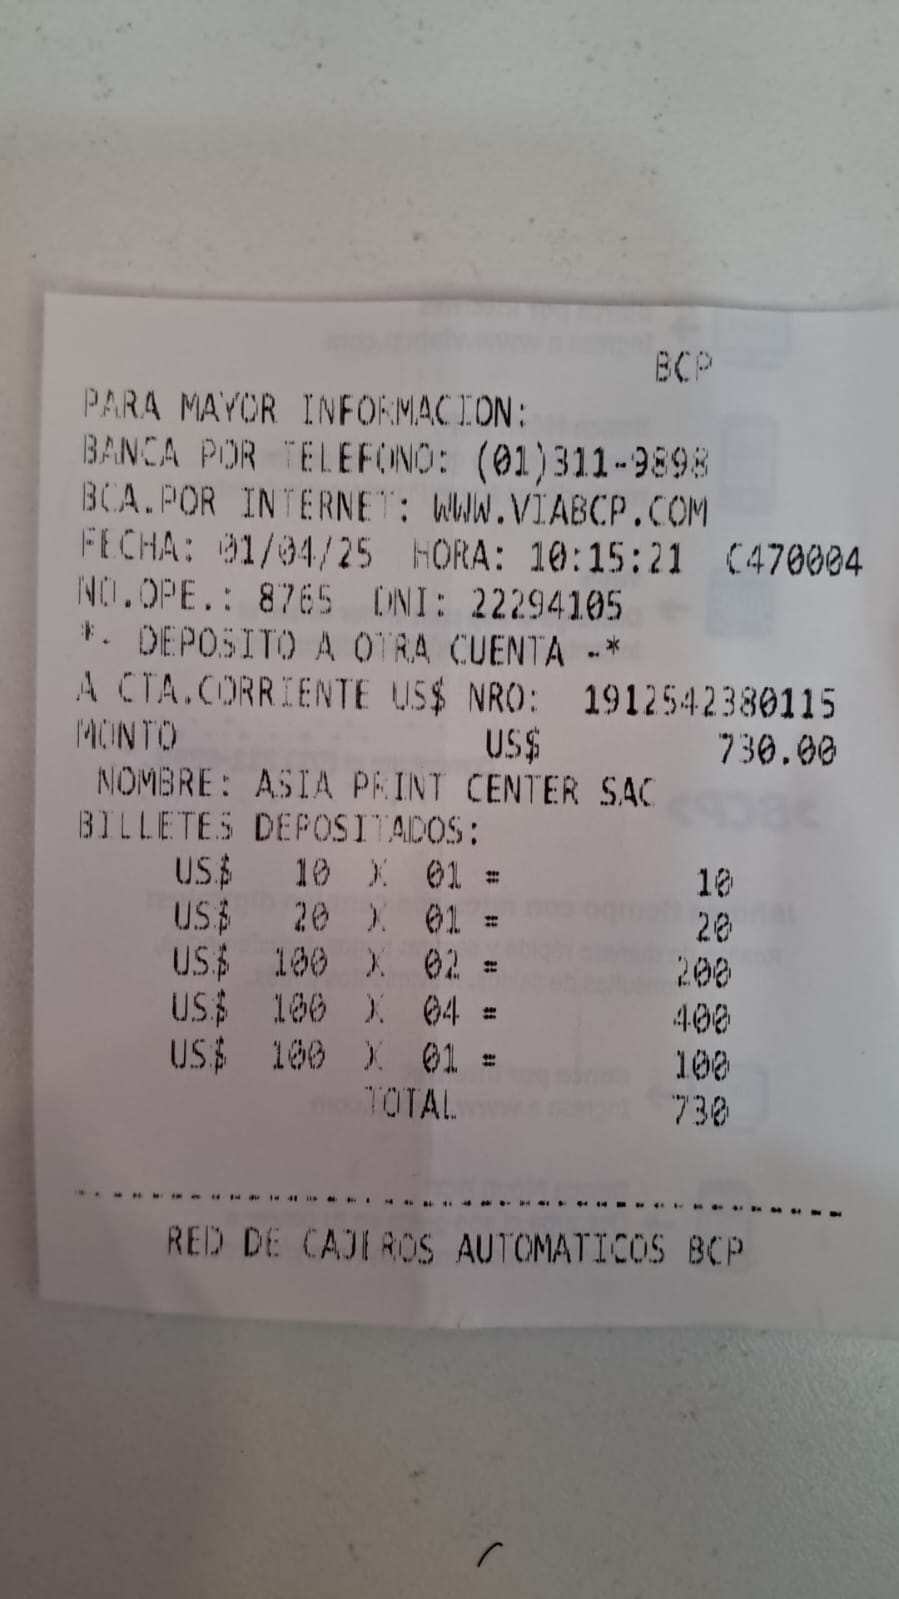 BCP
PARA MAYOR INFORMACION:
BANCA POR TELEFONO: (01)311-9898
BCA.POR INTERNET: WWW.VIABCP.COM
FECHA: 01/04/25 HORA: 10:15:21 C470004
NO.OPE.: 8765 DNI: 22294105
*- DEPOSITO A OTRA CUENTA -*
A CTA.CORRIENTE US$ NRO: 1912542380115
MONTO US$ 730.00
NOMBRE: ASIA PRINT CENTER SAC
BILLETES DEPOSITADOS:
US$ 10 X 01 = 10
US$ 20 X 01 = 20
US$ 100 X 02 = 200
US$ 100 X 04 = 400
US$ 100 X 01 = 100
TOTAL 730
RED DE CAJEROS AUTOMATICOS BCP